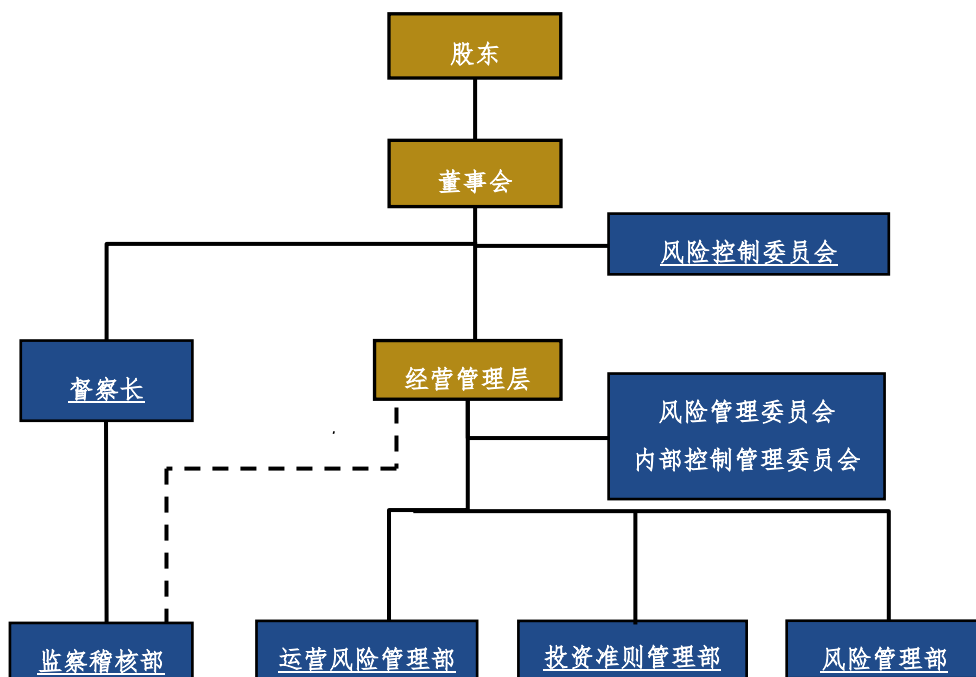 股东
董事会
风险控制委员会
督察长
经营管理层
风险管理委员会
内部控制管理委员会
监察稽核部
运营风险管理部
投资准则管理部
风险管理部